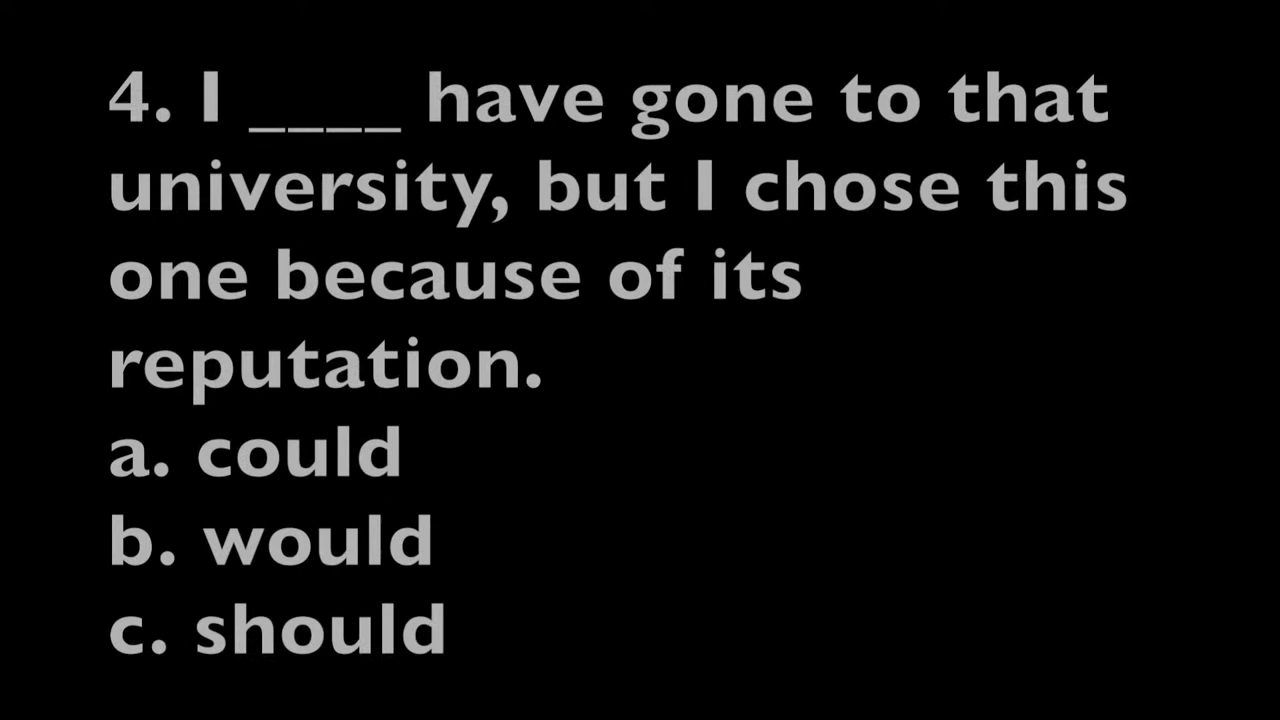 4. I ____ have gone to that
university, but I chose this
one because of its
reputation.
a. could
b. would
c. should